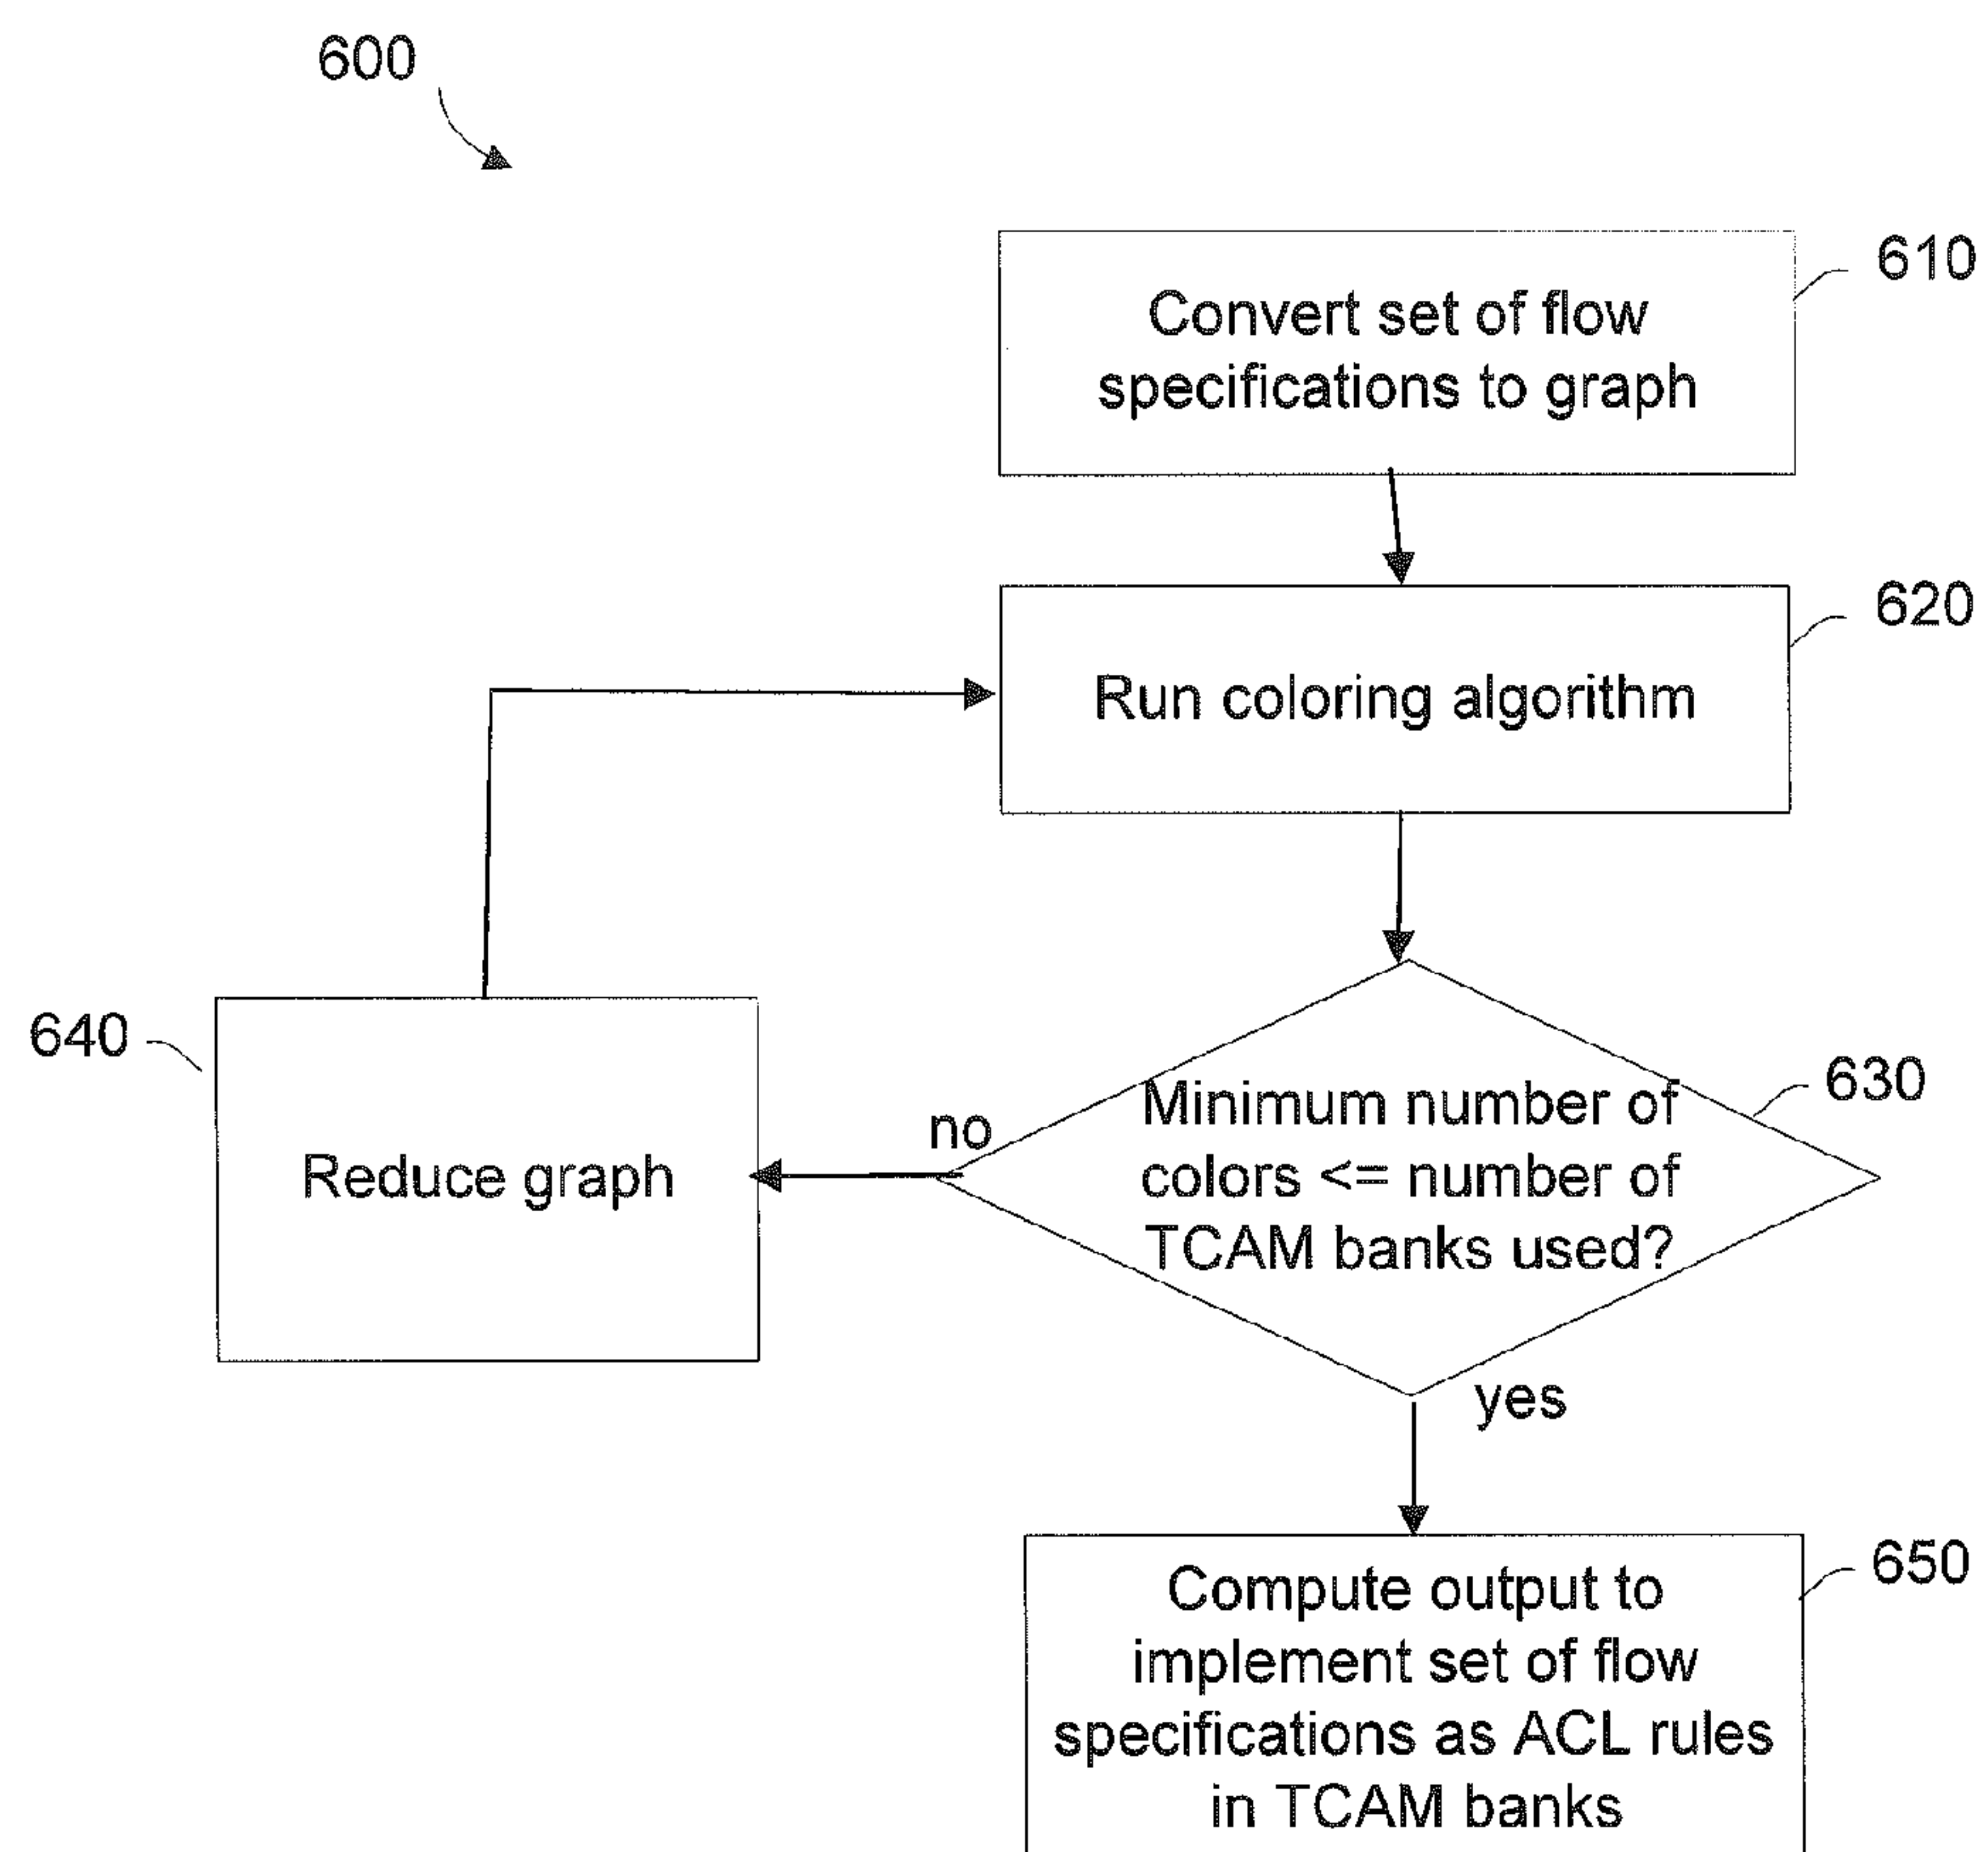 600
610
Convert set of flow
specifications to graph
620
Run coloring algorithm
640
Reduce graph
no
630
Minimum number of
colors <= number of
TCAM banks used?
yes
650
Compute output to
implement set of flow
specifications as ACL rules
in TCAM banks